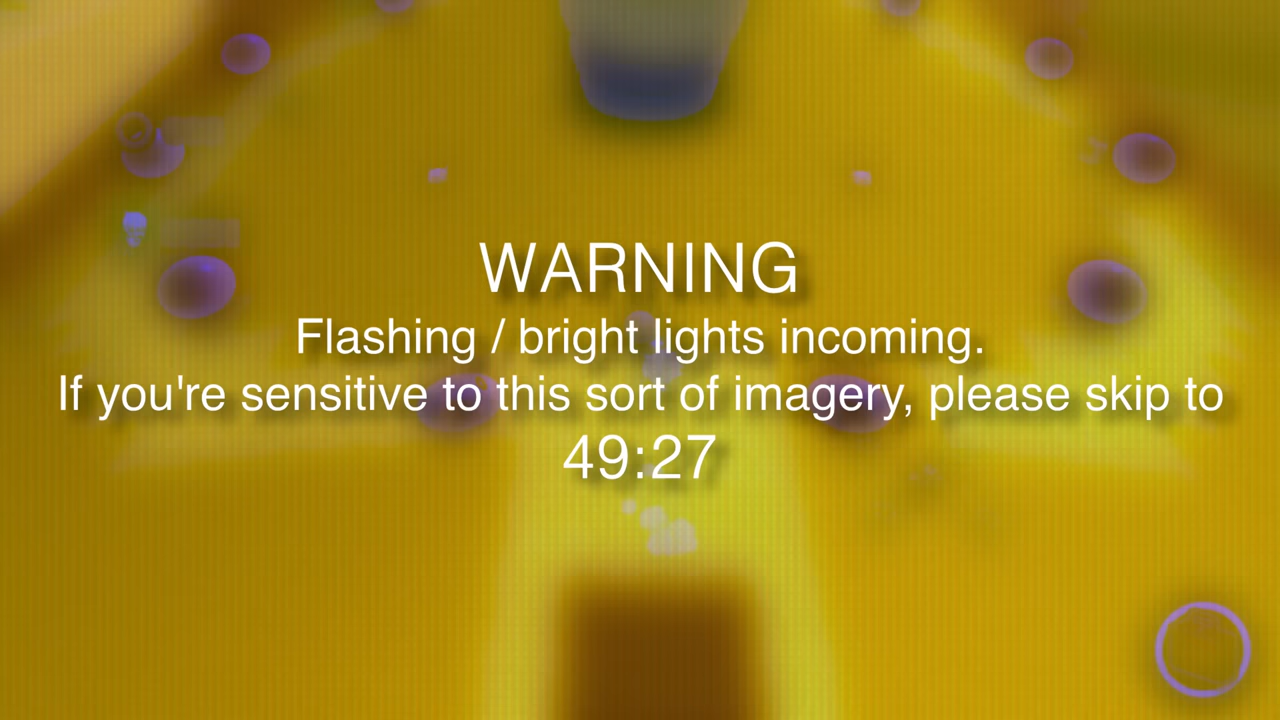 WARNING
Flashing / bright lights incoming.
If you're sensitive to this sort of imagery, please skip to
49:27